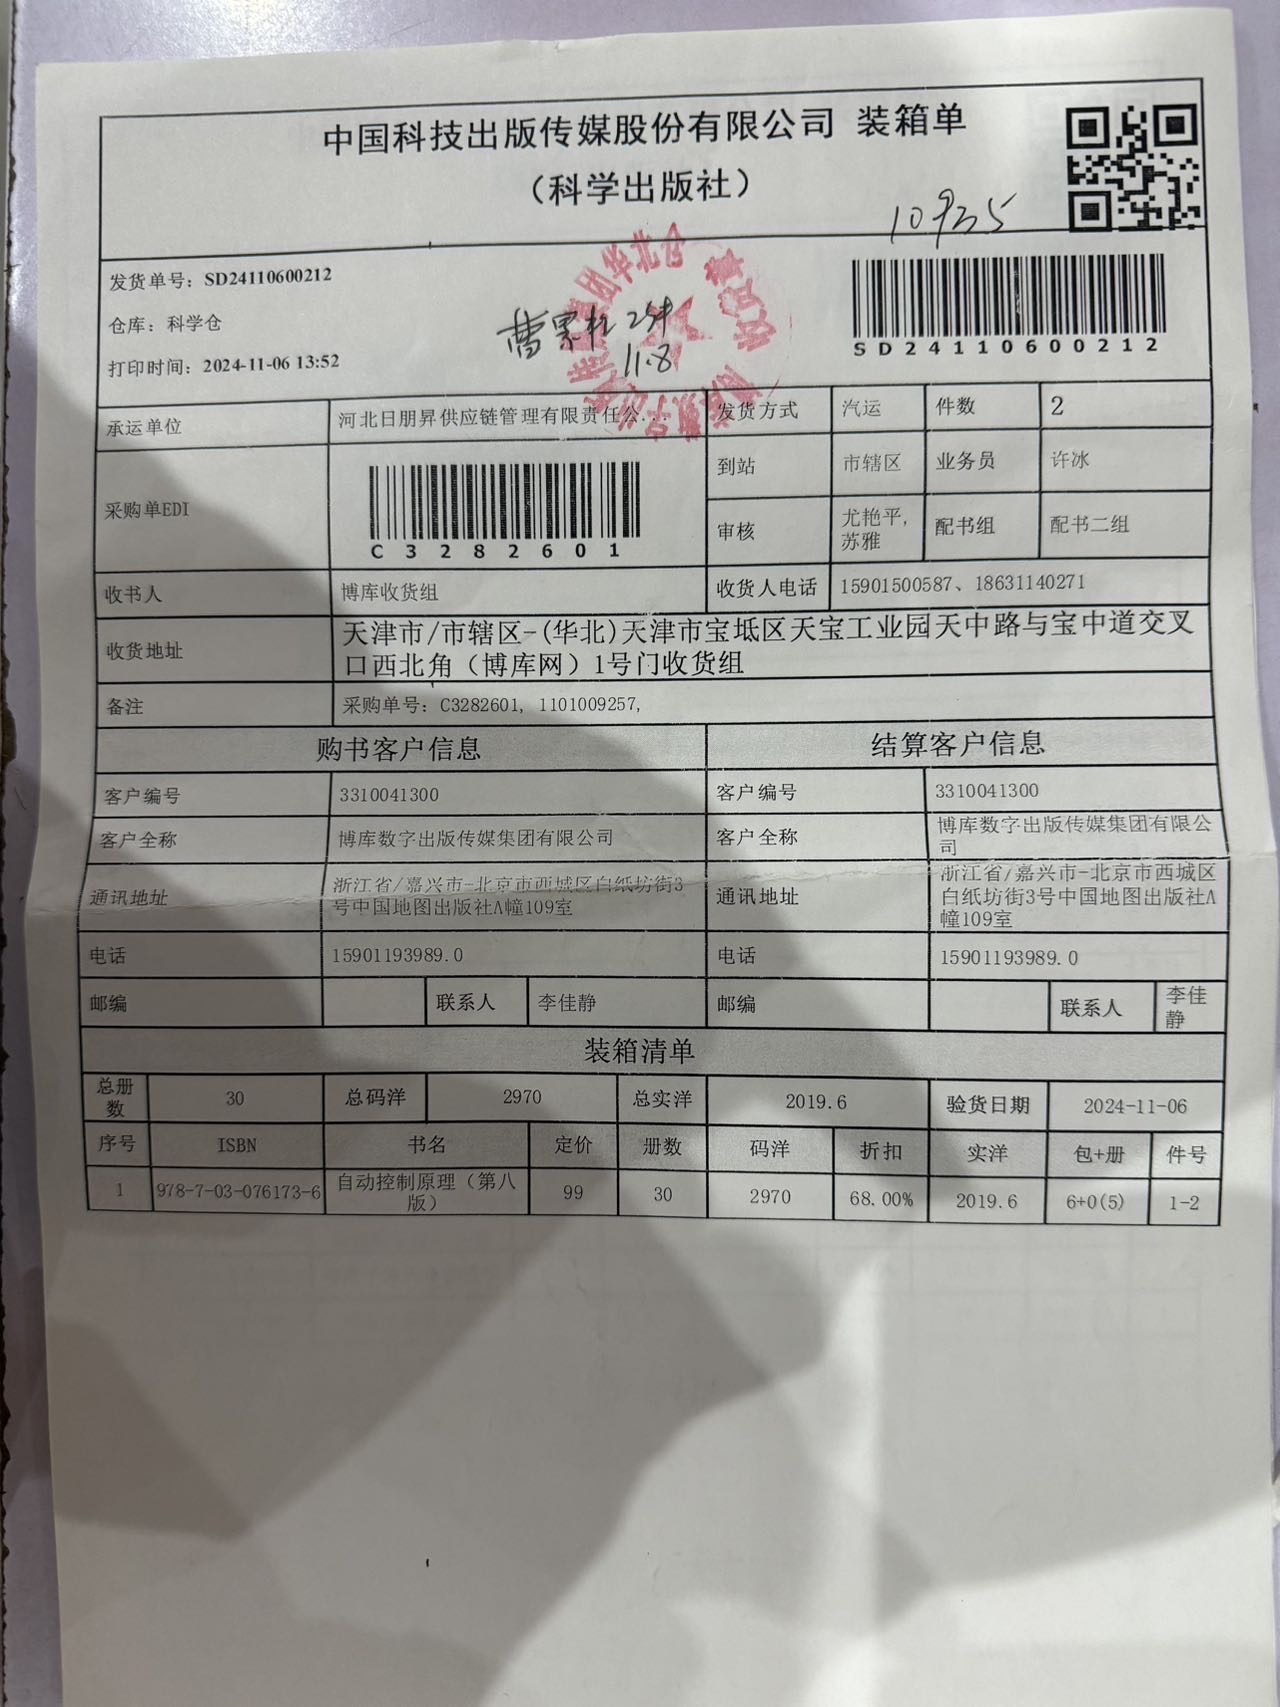 中国科技出版传媒股份有限公司 装箱单
（科学出版社）
10935
发货单号：SD24110600212
仓库：科学仓
打印时间：2024-11-06 13:52
2件
11.8
SD24110600212
承运单位 河北日朋昇供应链管理有限责任公... 发货方式 汽运 件数 2
采购单EDI C3282601 到站 市辖区 业务员 许冰
审核 尤艳平,苏雅 配书组 配书二组
收书人 博库收货组 收货人电话 15901500587、18631140271
收货地址 天津市/市辖区-(华北)天津市宝坻区天宝工业园天中路与宝中道交叉
口西北角（博库网）1号门收货组
备注 采购单号：C3282601, 1101009257,
购书客户信息 结算客户信息
客户编号 3310041300 客户编号 3310041300
客户全称 博库数字出版传媒集团有限公司 客户全称 博库数字出版传媒集团有限公司
通讯地址 浙江省/嘉兴市-北京市西城区白纸坊街3号中国地图出版社A幢109室 通讯地址 浙江省/嘉兴市-北京市西城区白纸坊街3号中国地图出版社A幢109室
电话 15901193989.0 电话 15901193989.0
邮编 联系人 李佳静 邮编 联系人 李佳静
装箱清单
总册数 30 总码洋 2970 总实洋 2019.6 验货日期 2024-11-06
序号 ISBN 书名 定价 册数 码洋 折扣 实洋 包+册 件号
1 978-7-03-076173-6 自动控制原理（第八版） 99 30 2970 68.00% 2019.6 6+0(5) 1-2